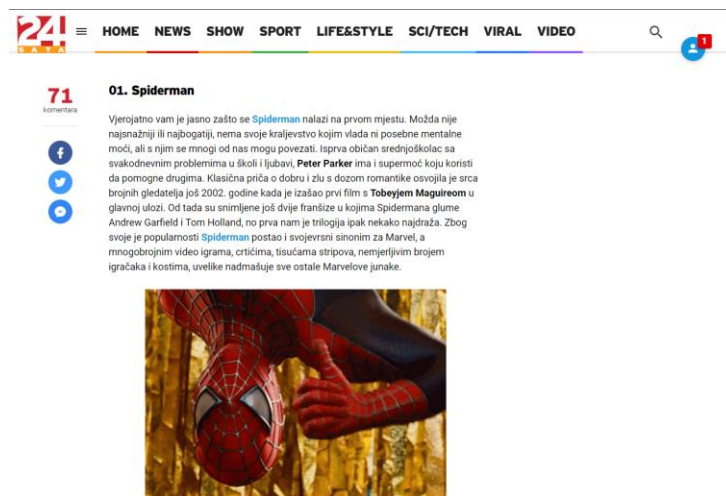 24
SATA
HOME NEWS SHOW SPORT LIFE&STYLE SCI/TECH VIRAL VIDEO
1
71
komentara
01. Spiderman
Vjerojatno vam je jasno zašto se Spiderman nalazi na prvom mjestu. Možda nije
najsnažniji ili najbogatiji, nema svoje kraljevstvo kojim vlada ni posebne mentalne
moći, ali s njim se mnogi od nas mogu povezati. Isprva običan srednjoškolac sa
svakodnevnim problemima u školi i ljubavi, Peter Parker ima i supermoć koju koristi
da pomogne drugima. Klasična priča o dobru i zlu s dozom romantike osvojila je srca
brojnih gledatelja još 2002. godine kada je izašao prvi film s Tobeyjem Maguireom u
glavnoj ulozi. Od tada su snimljene još dvije franšize u kojima Spidermana glume
Andrew Garfield i Tom Holland, no prva nam je trilogija ipak nekako najdraža. Zbog
svoje je popularnosti Spiderman postao i svojevrsni sinonim za Marvel, a
mnogobrojnim video igrama, crtićima, tisućama stripova, nemjerljivim brojem
igračaka i kostima, uvelike nadmašuje sve ostale Marvelove junake.